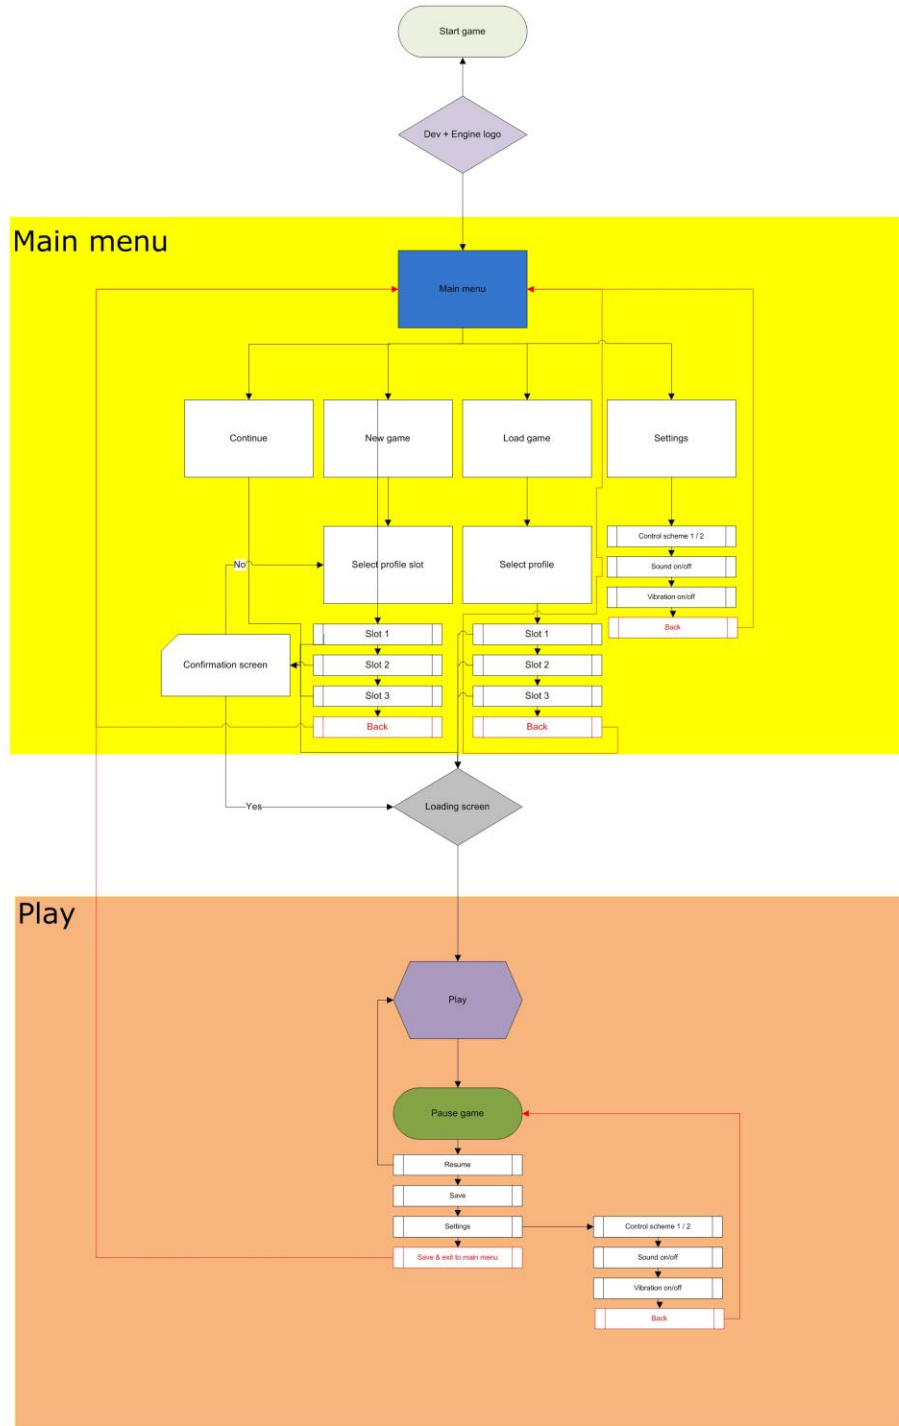 Start game
Dev + Engine logo
Main menu
Main menu
Continue
New game
Load game
Settings
Control scheme 1 / 2
Select profile slot
Select profile
No
Sound on/off
Vibration on/off
Back
Slot 1
Slot 1
Confirmation screen
Slot 2
Slot 2
Slot 3
Slot 3
Back
Back
Yes
Loading screen
Play
Play
Pause game
Resume
Save
Settings
Control scheme 1 / 2
Save & exit to main menu
Sound on/off
Vibration on/off
Back